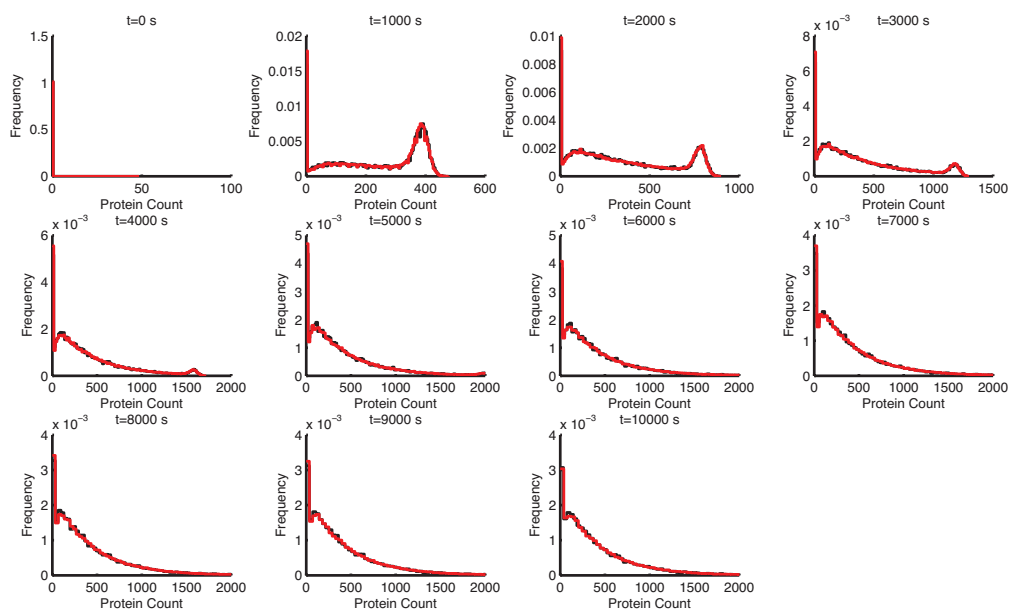 t=0 s
1.5
1
0.5
0
0 50 100
Frequency
Protein Count
t=1000 s
0.02
0.015
0.01
0.005
0
0 200 400 600
Frequency
Protein Count
t=2000 s
0.01
0.008
0.006
0.004
0.002
0
0 500 1000
Frequency
Protein Count
t=3000 s
x 10⁻³
8
6
4
2
0
0 500 1000 1500
Frequency
Protein Count
t=4000 s
x 10⁻³
6
4
2
0
0 500 1000 1500 2000
Frequency
Protein Count
t=5000 s
x 10⁻³
5
4
3
2
1
0
0 500 1000 1500 2000
Frequency
Protein Count
t=6000 s
x 10⁻³
5
4
3
2
1
0
0 500 1000 1500 2000
Frequency
Protein Count
t=7000 s
x 10⁻³
4
3
2
1
0
0 500 1000 1500 2000
Frequency
Protein Count
t=8000 s
x 10⁻³
4
3
2
1
0
0 500 1000 1500 2000
Frequency
Protein Count
t=9000 s
x 10⁻³
4
3
2
1
0
0 500 1000 1500 2000
Frequency
Protein Count
t=10000 s
x 10⁻³
4
3
2
1
0
0 500 1000 1500 2000
Frequency
Protein Count